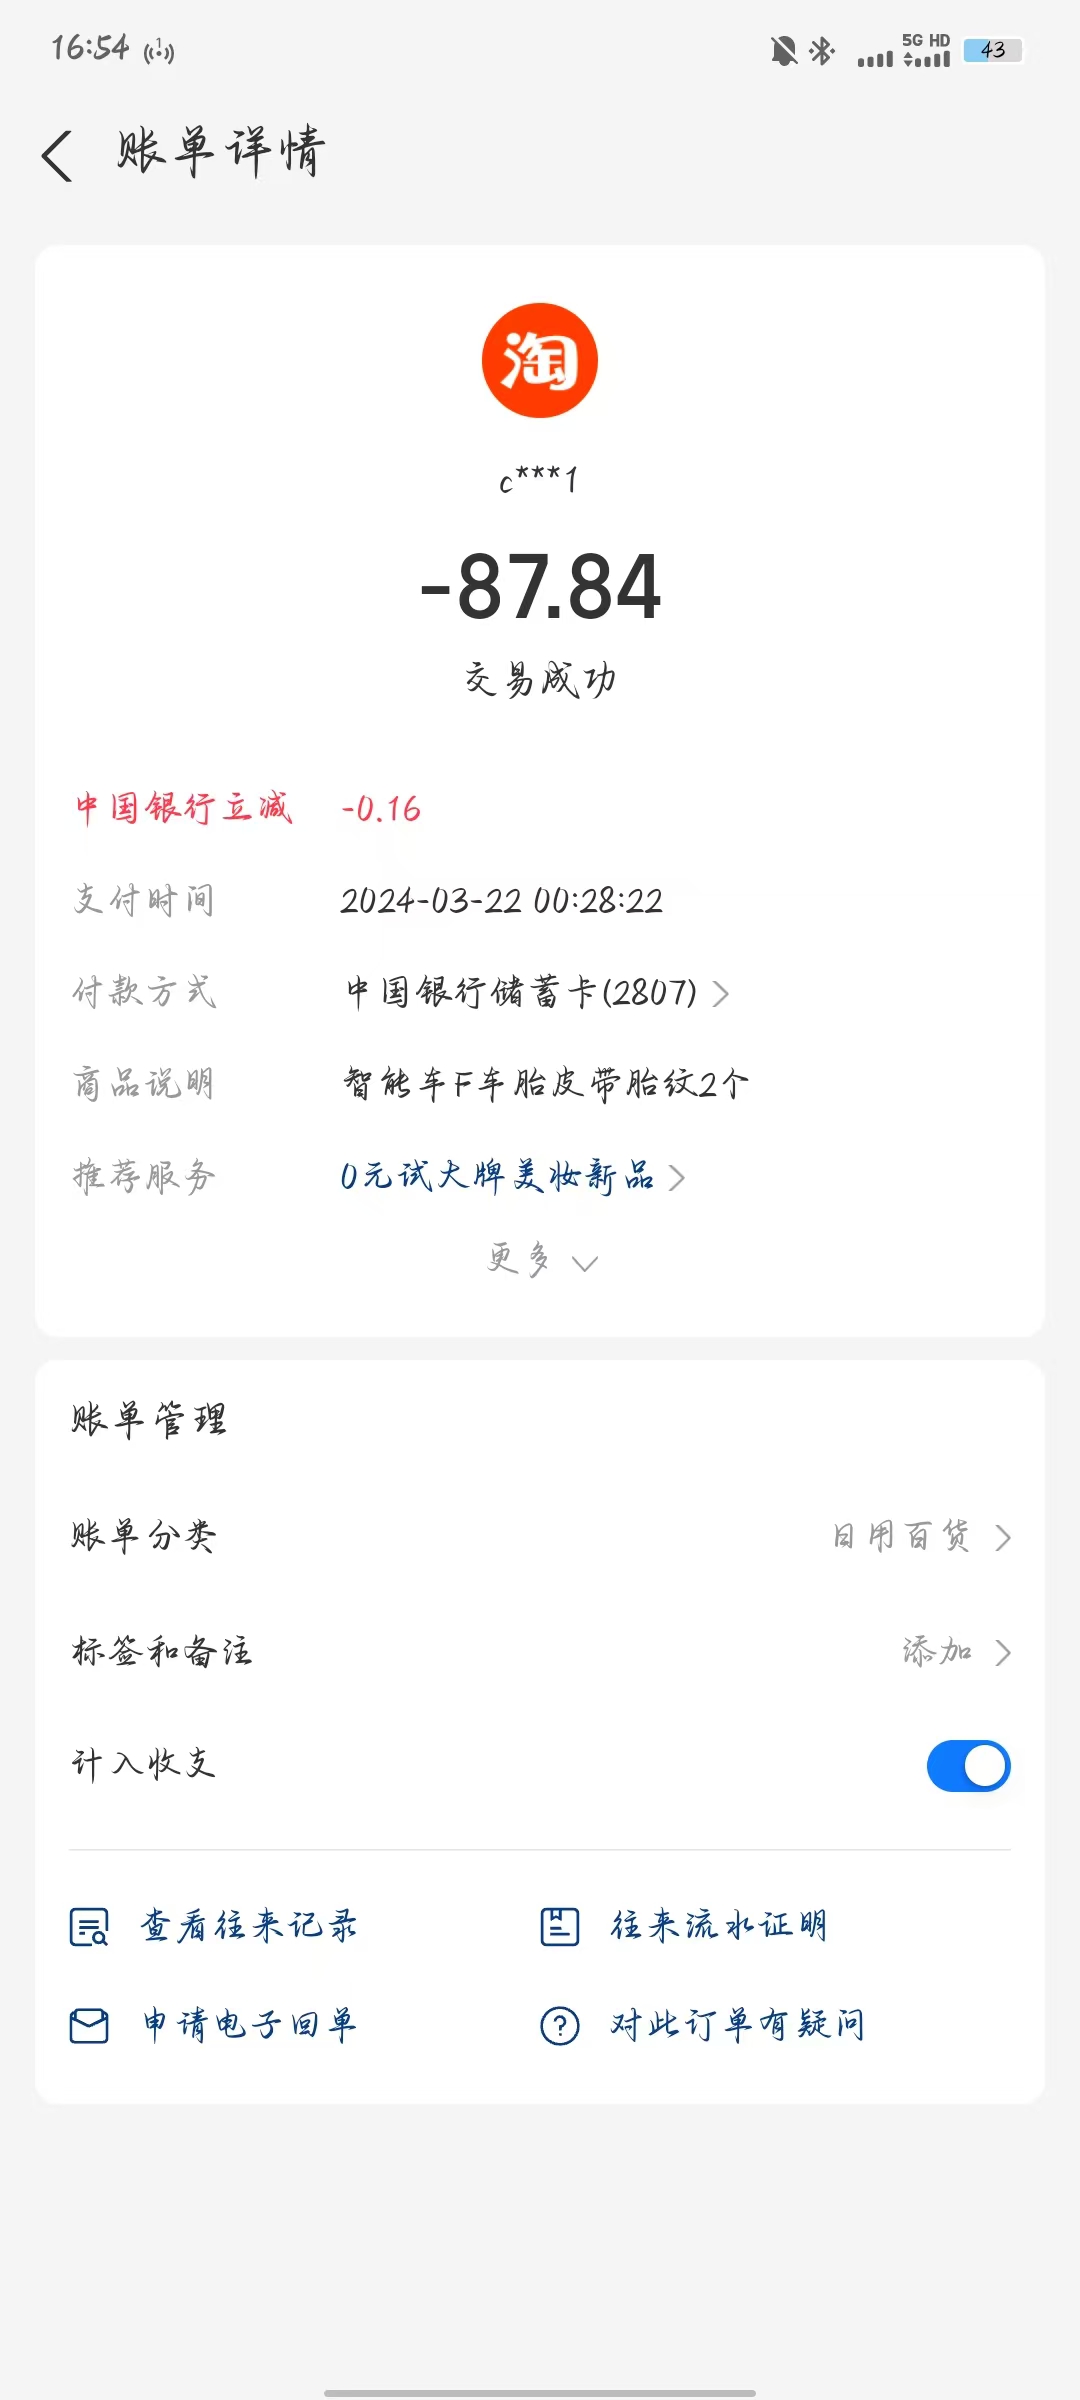 16:54
5G HD
43
账单详情
淘
c***1
-87.84
交易成功
中国银行立减 -0.16
支付时间 2024-03-22 00:28:22
付款方式 中国银行储蓄卡(2807)
商品说明 智能车F车胎皮带胎纹2个
推荐服务 0元试大牌美妆新品
更多
账单管理
账单分类 日用百货
标签和备注 添加
计入收支
查看往来记录 往来流水证明
申请电子回单 对此订单有疑问